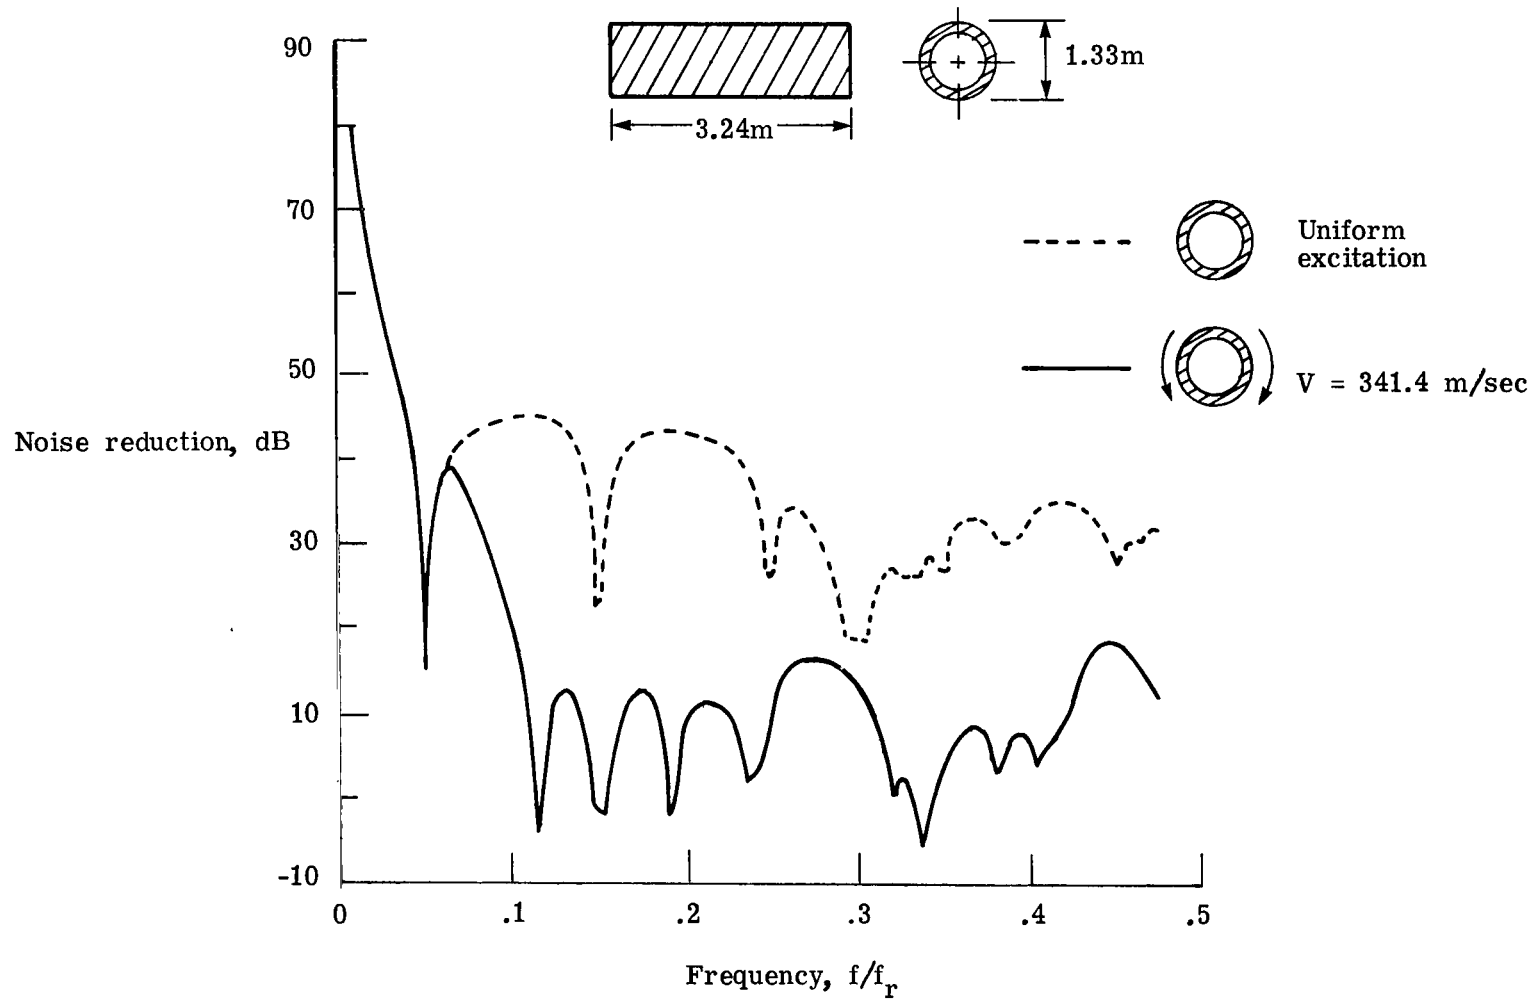 90
70
50
30
10
-10
Noise reduction, dB
0
.1
.2
.3
.4
.5
Frequency, f/fr
3.24m
1.33m
Uniform
excitation
V = 341.4 m/sec